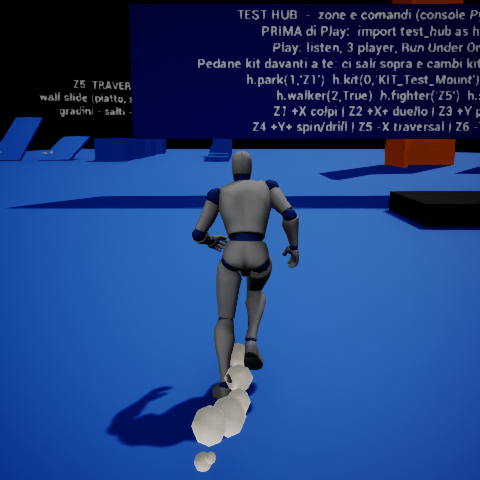 TEST HUB - zone e comandi (console Py
PRIMA di Play: import test_hub as h
Play: listen, 3 player, Run Under On
Pedane kit davanti a te: ci sali sopra e cambi kit
h.park(1,'Z1') h.kit(0,'KIT_Test_Mount')
h.walker(2,True) h.fighter('Z5') h.s
Z1 +X colpi | Z2 +X+ duello | Z3 +Y p
Z4 +Y+ spin/drill | Z5 -X traversal | Z6 -
Z5 TRAVER
wall slide (piatto, s
gradini - salti -